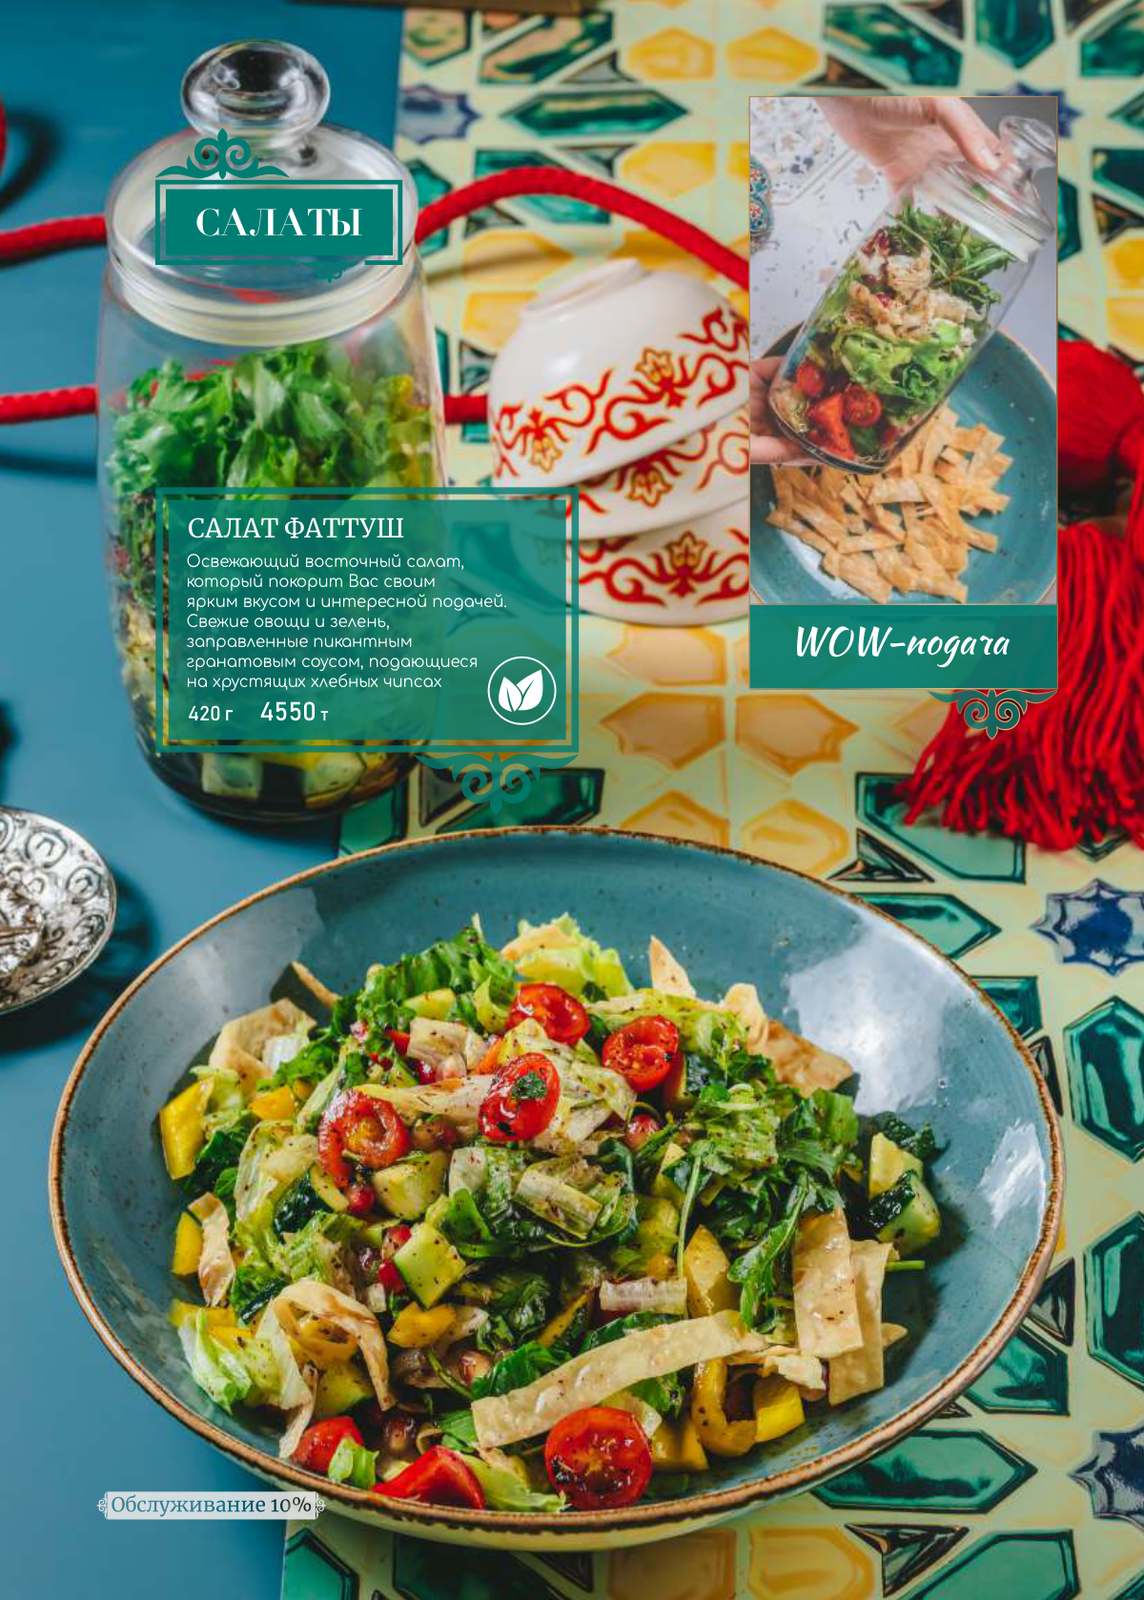 САЛАТЫ
САЛАТ ФАТТУШ
Освежающий восточный салат,
который покорит Вас своим
ярким вкусом и интересной подачей.
Свежие овощи и зелень,
заправленные пикантным
гранатовым соусом, подающиеся
на хрустящих хлебных чипсах
420 г 4550 т
WOW-подача
Обслуживание 10%